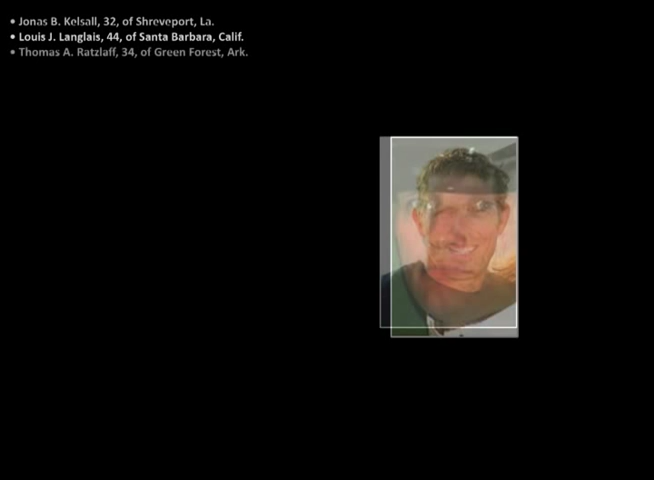 • Jonas B. Kelsall, 32, of Shreveport, La.
• Louis J. Langlais, 44, of Santa Barbara, Calif.
• Thomas A. Ratzlaff, 34, of Green Forest, Ark.